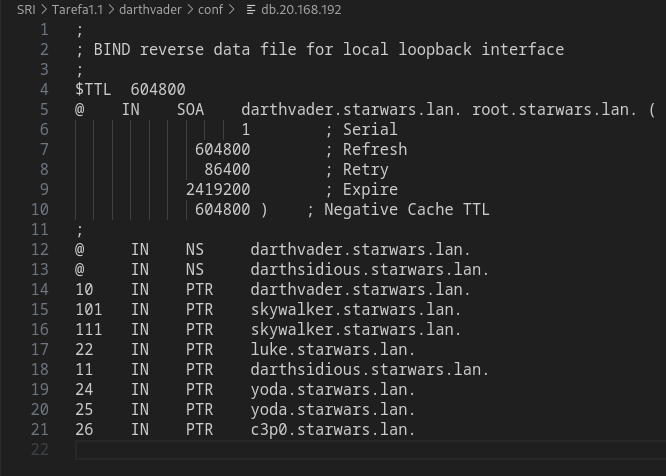 SRI > Tarefa1.1 > darthvader > conf > db.20.168.192
1 ;
2 ; BIND reverse data file for local loopback interface
3 ;
4 $TTL 604800
5 @ IN SOA darthvader.starwars.lan. root.starwars.lan. (
6 1 ; Serial
7 604800 ; Refresh
8 86400 ; Retry
9 2419200 ; Expire
10 604800 ) ; Negative Cache TTL
11 ;
12 @ IN NS darthvader.starwars.lan.
13 @ IN NS darthsidious.starwars.lan.
14 10 IN PTR darthvader.starwars.lan.
15 101 IN PTR skywalker.starwars.lan.
16 111 IN PTR skywalker.starwars.lan.
17 22 IN PTR luke.starwars.lan.
18 11 IN PTR darthsidious.starwars.lan.
19 24 IN PTR yoda.starwars.lan.
20 25 IN PTR yoda.starwars.lan.
21 26 IN PTR c3p0.starwars.lan.
22